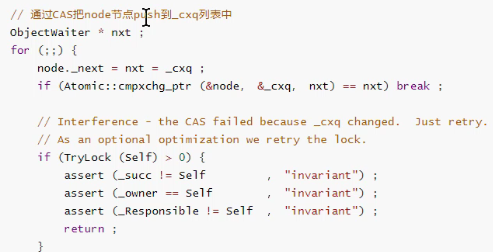 // 通过CAS把node节点push到_cxq列表中
ObjectWaiter * nxt ;
for (;;) {
node._next = nxt = _cxq ;
if (Atomic::cmpxchg_ptr (&node, &_cxq, nxt) == nxt) break ;
// Interference - the CAS failed because _cxq changed. Just retry.
// As an optional optimization we retry the lock.
if (TryLock (Self) > 0) {
assert (_succ != Self , "invariant") ;
assert (_owner == Self , "invariant") ;
assert (_Responsible != Self , "invariant") ;
return ;
}